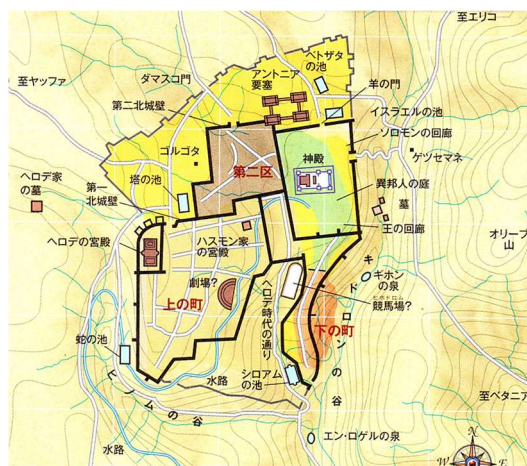 至エリコ
ベトザタ
の池
ダマスコ門
アントニア
要塞
羊の門
至ヤッファ
第二北城壁
イスラエルの池
ソロモンの回廊
ゴルゴタ
神殿
ゲツセマネ
第二区
ヘロデ家
の墓
塔の池
第一
北城壁
異邦人の庭
墓
ハスモン家
の宮殿
王の回廊
オリーブ
山
ヘロデの宮殿
劇場?
ギホン
の泉
上の町
ヒポドロム
競馬場?
ヘロデ時代の通り
下の町
キドロンの谷
蛇の池
水路
シロアム
の池
至ベタニア
ヒノムの谷
水路
エン・ロゲルの泉
N
W
E